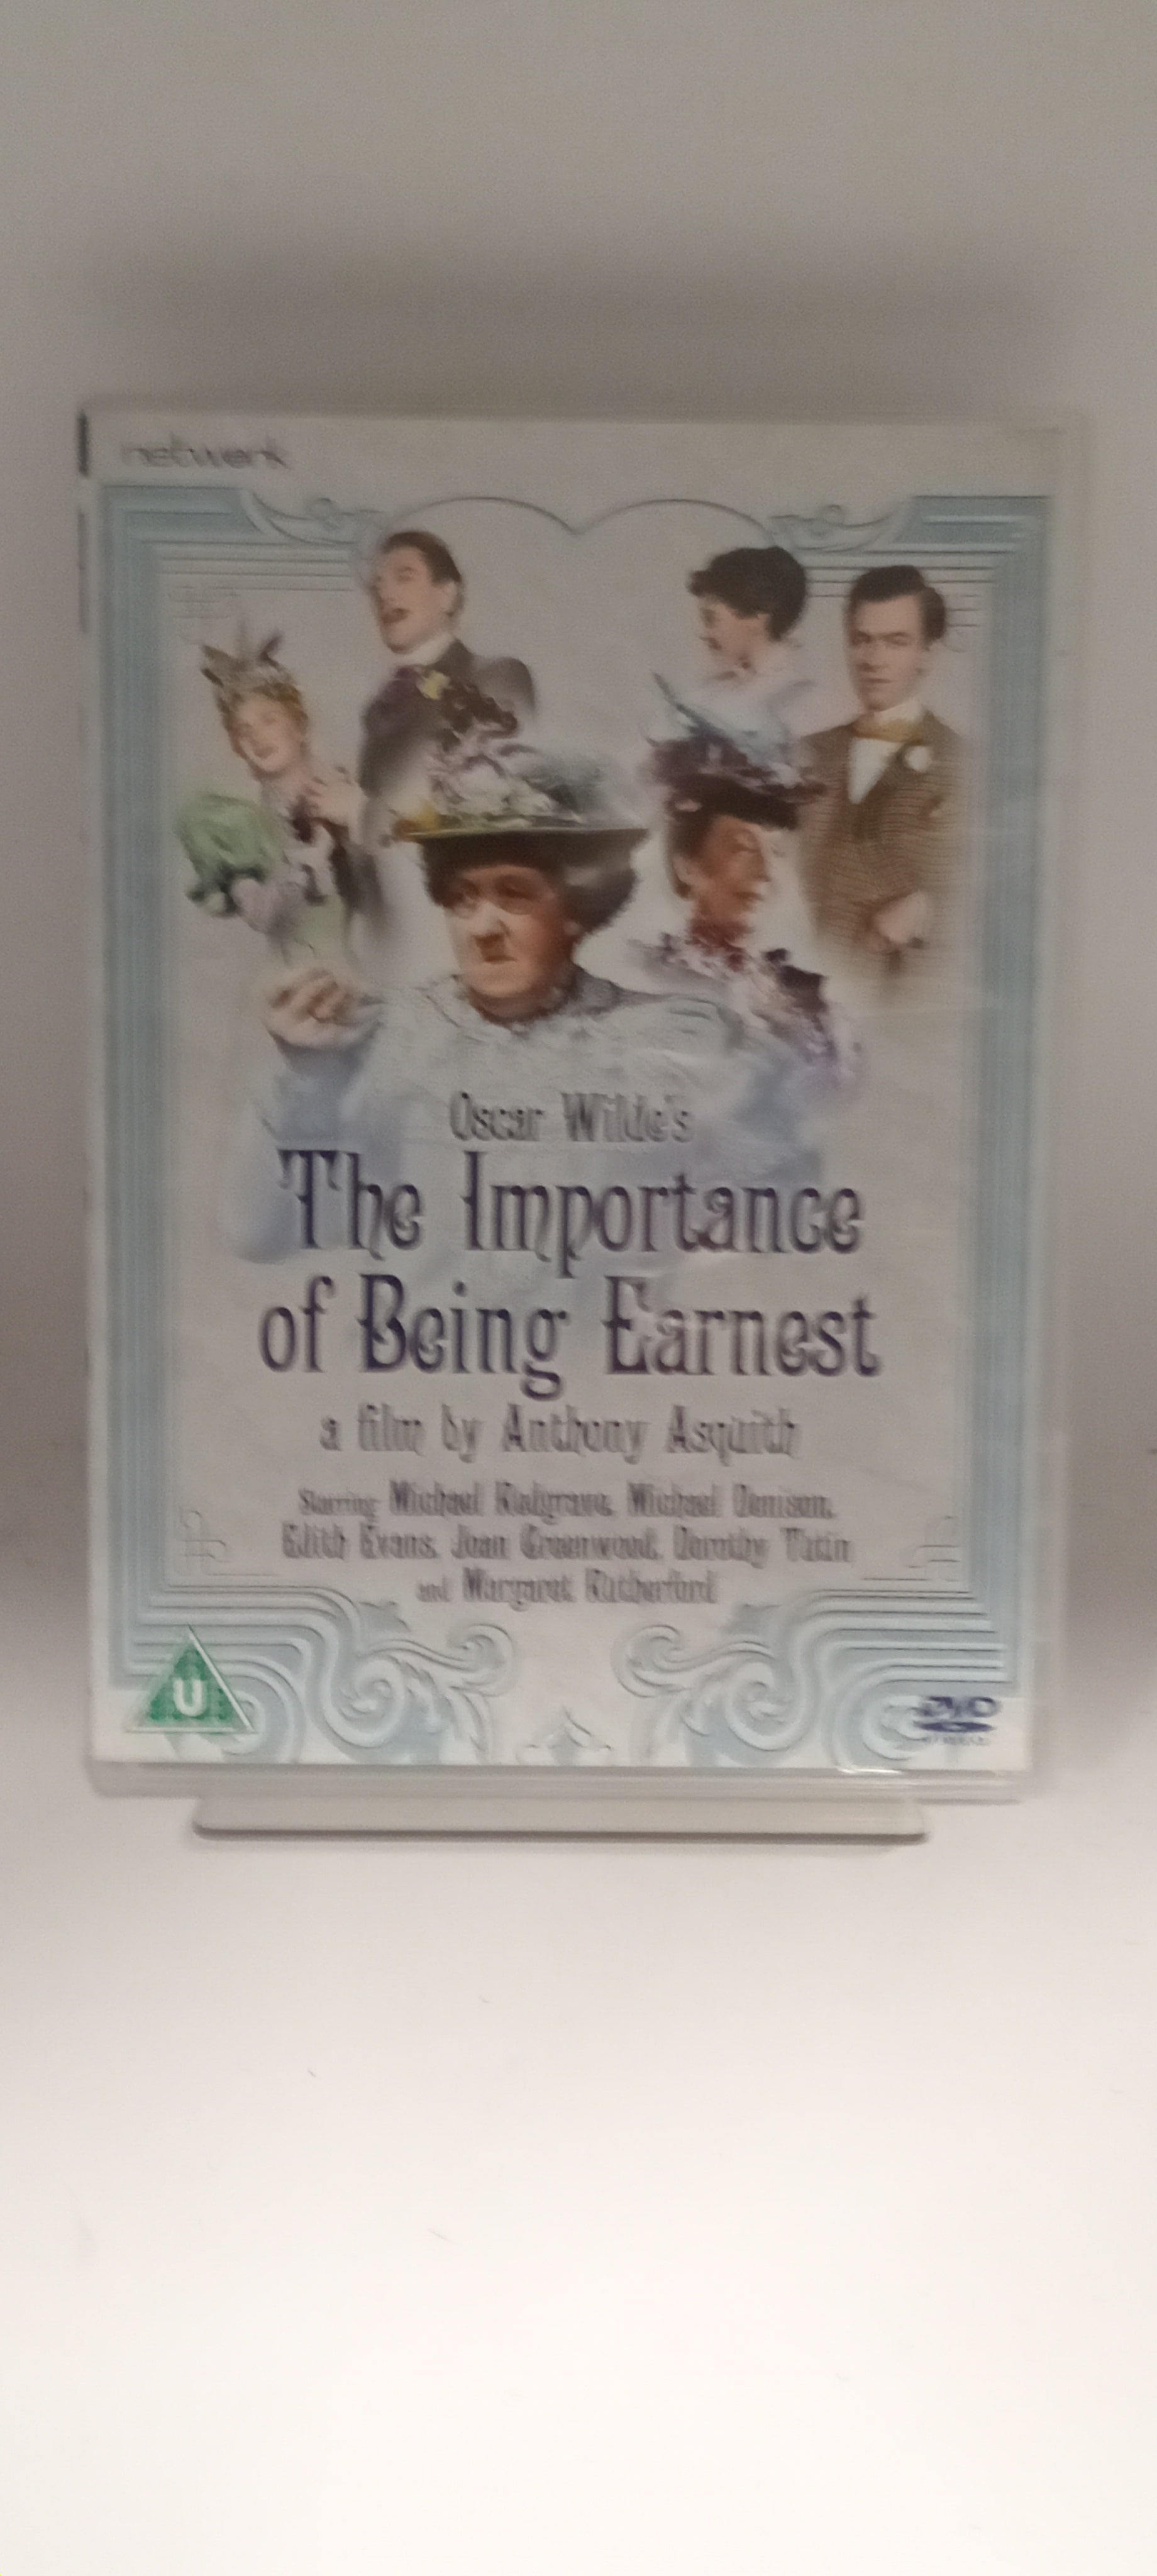 network
Oscar Wilde's
The Importance
of Being Earnest
a film by Anthony Asquith
Starring Michael Redgrave, Michael Denison,
Edith Evans, Joan Greenwood, Dorothy Tutin
and Margaret Rutherford
U
DVD